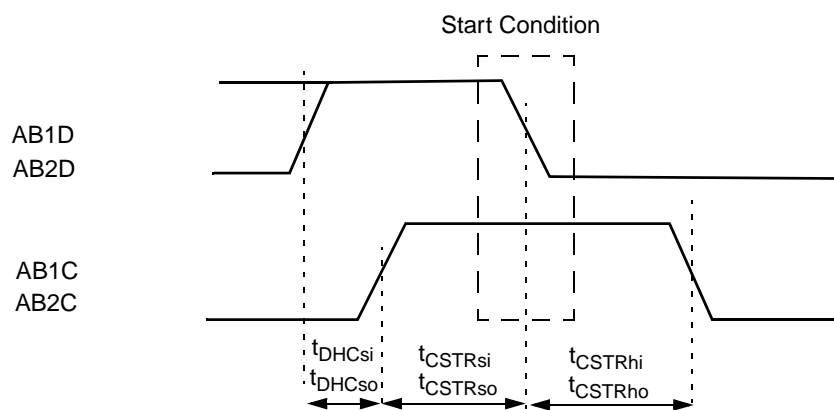 Start Condition
AB1D
AB2D
AB1C
AB2C
tDHCsi
tDHCso
tCSTRsi
tCSTRso
tCSTRhi
tCSTRho